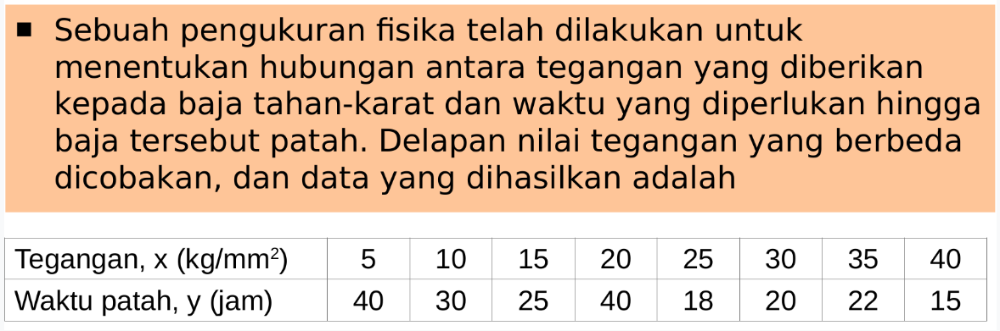 ■ Sebuah pengukuran fisika telah dilakukan untuk
menentukan hubungan antara tegangan yang diberikan
kepada baja tahan-karat dan waktu yang diperlukan hingga
baja tersebut patah. Delapan nilai tegangan yang berbeda
dicobakan, dan data yang dihasilkan adalah
Tegangan, x (kg/mm²) 5 10 15 20 25 30 35 40
Waktu patah, y (jam) 40 30 25 40 18 20 22 15